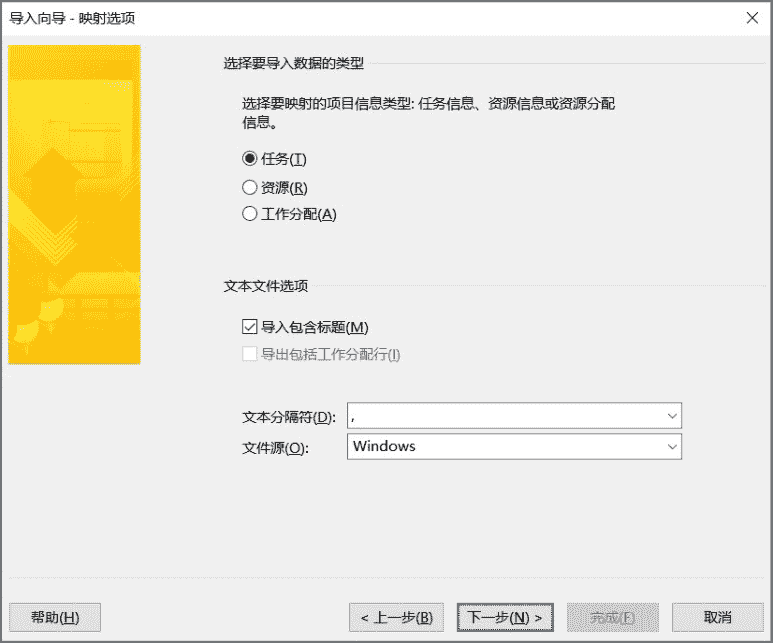 导入向导 - 映射选项
选择要导入数据的类型
选择要映射的项目信息类型: 任务信息、资源信息或资源分配
信息。
任务(T)
资源(R)
工作分配(A)
文本文件选项
导入包含标题(M)
导出包括工作分配行(I)
文本分隔符(D): ,
文件源(O): Windows
帮助(H) < 上一步(B) 下一步(N) > 完成(F) 取消